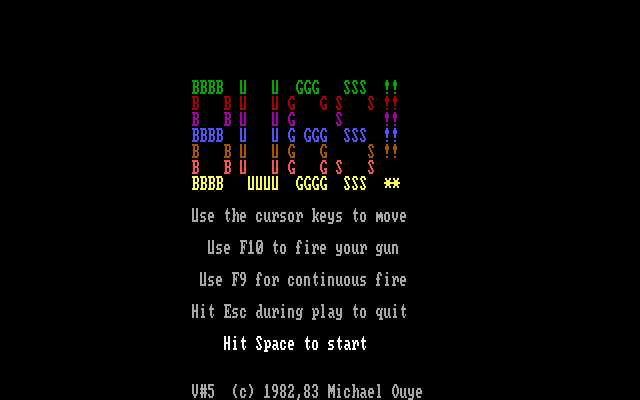 BBBB  U   U  GGG   SSS  !!
B   B U   U G   G S   S !!
B   B U   U G     S     !!
BBBB  U   U G GGG  SSS  !!
B   B U   U G   G     S !!
B   B U   U G   G S   S
BBBB   UUUU  GGGG  SSS  **
Use the cursor keys to move
Use F10 to fire your gun
Use F9 for continuous fire
Hit Esc during play to quit
Hit Space to start
V#5  (c) 1982,83 Michael Ouye